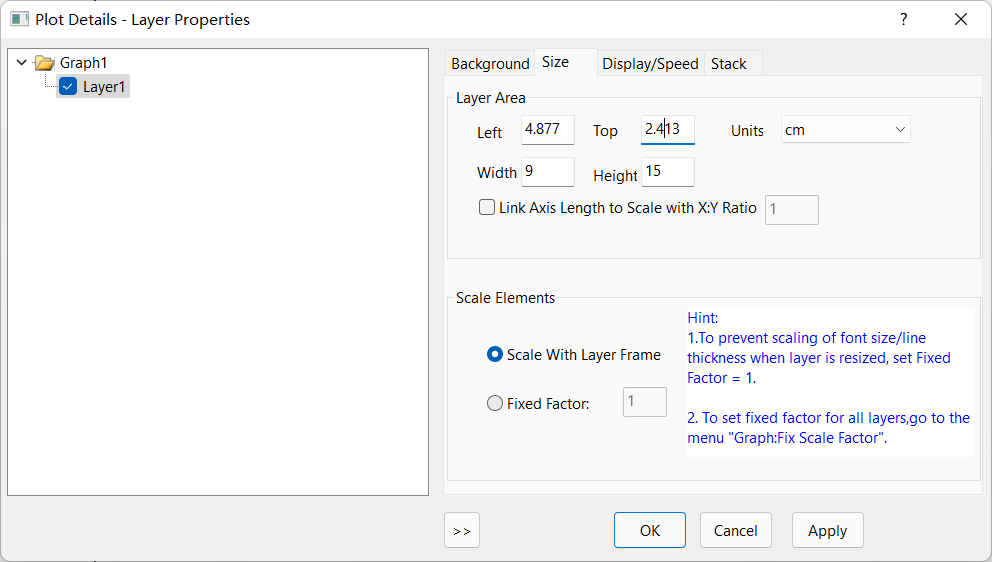 Plot Details - Layer Properties
?
Graph1
Layer1
Background Size Display/Speed Stack
Layer Area
Left 4.877 Top 2.413 Units cm
Width 9 Height 15
Link Axis Length to Scale with X:Y Ratio 1
Scale Elements
Scale With Layer Frame
Fixed Factor: 1
Hint:
1.To prevent scaling of font size/line
thickness when layer is resized, set Fixed
Factor = 1.
2. To set fixed factor for all layers,go to the
menu "Graph:Fix Scale Factor".
>> OK Cancel Apply